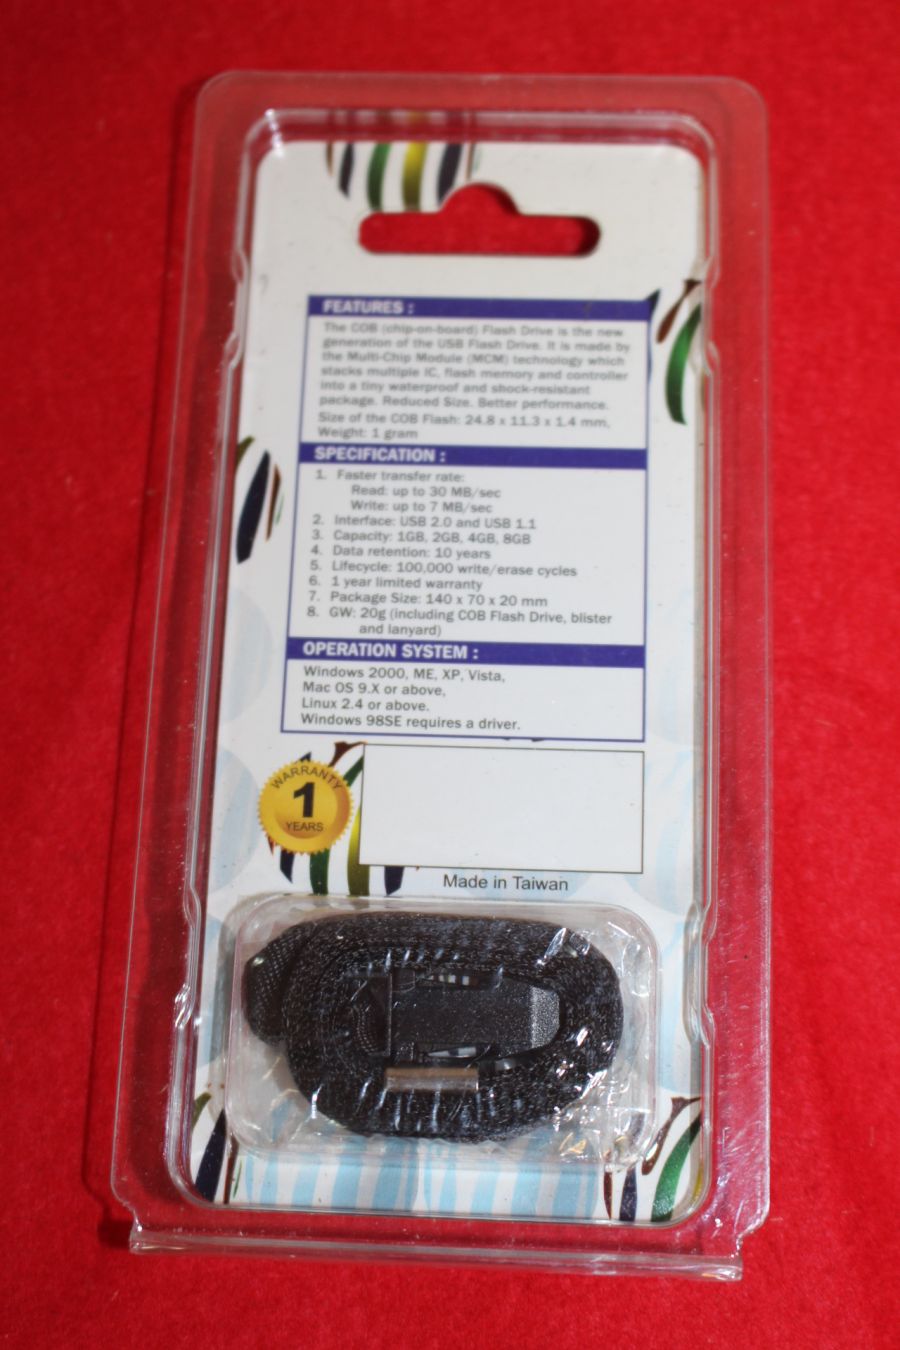 FEATURES :
The COB (chip-on-board) Flash Drive is the new
generation of the USB Flash Drive. It is made by
the Multi-Chip Module (MCM) technology which
stacks multiple IC, flash memory and controller
into a tiny waterproof and shock-resistant
package. Reduced Size. Better performance.
Size of the COB Flash: 24.8 x 11.3 x 1.4 mm,
Weight: 1 gram
SPECIFICATION :
1. Faster transfer rate:
Read: up to 30 MB/sec
Write: up to 7 MB/sec
2. Interface: USB 2.0 and USB 1.1
3. Capacity: 1GB, 2GB, 4GB, 8GB
4. Data retention: 10 years
5. Lifecycle: 100,000 write/erase cycles
6. 1 year limited warranty
7. Package Size: 140 x 70 x 20 mm
8. GW: 20g (including COB Flash Drive, blister
and lanyard)
OPERATION SYSTEM :
Windows 2000, ME, XP, Vista,
Mac OS 9.X or above,
Linux 2.4 or above.
Windows 98SE requires a driver.
WARRANTY
1
YEARS
Made in Taiwan